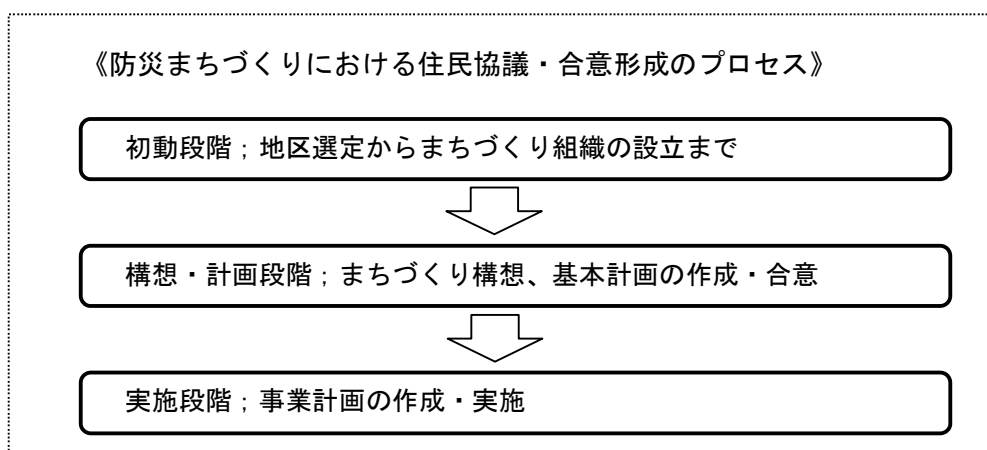 《防災まちづくりにおける住民協議・合意形成のプロセス》
初動段階；地区選定からまちづくり組織の設立まで
構想・計画段階；まちづくり構想、基本計画の作成・合意
実施段階；事業計画の作成・実施